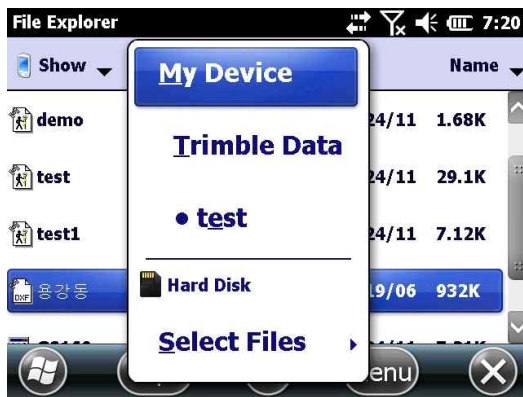 File Explorer 7:20
Show Name
My Device
demo 24/11 1.68K
Trimble Data
test 24/11 29.1K
• test
test1 24/11 7.12K
Hard Disk
용강동 19/06 932K
Select Files
enu